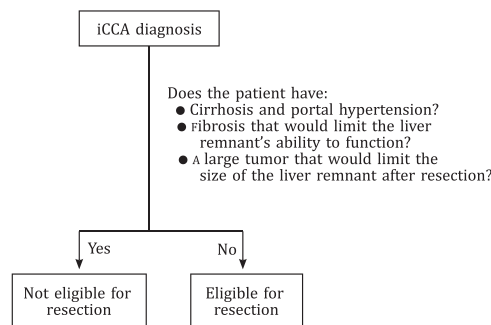 iCCA diagnosis
Does the patient have:
● Cirrhosis and portal hypertension?
● Fibrosis that would limit the liver
remnant's ability to function?
● A large tumor that would limit the
size of the liver remnant after resection?
Yes
No
Not eligible for
resection
Eligible for
resection